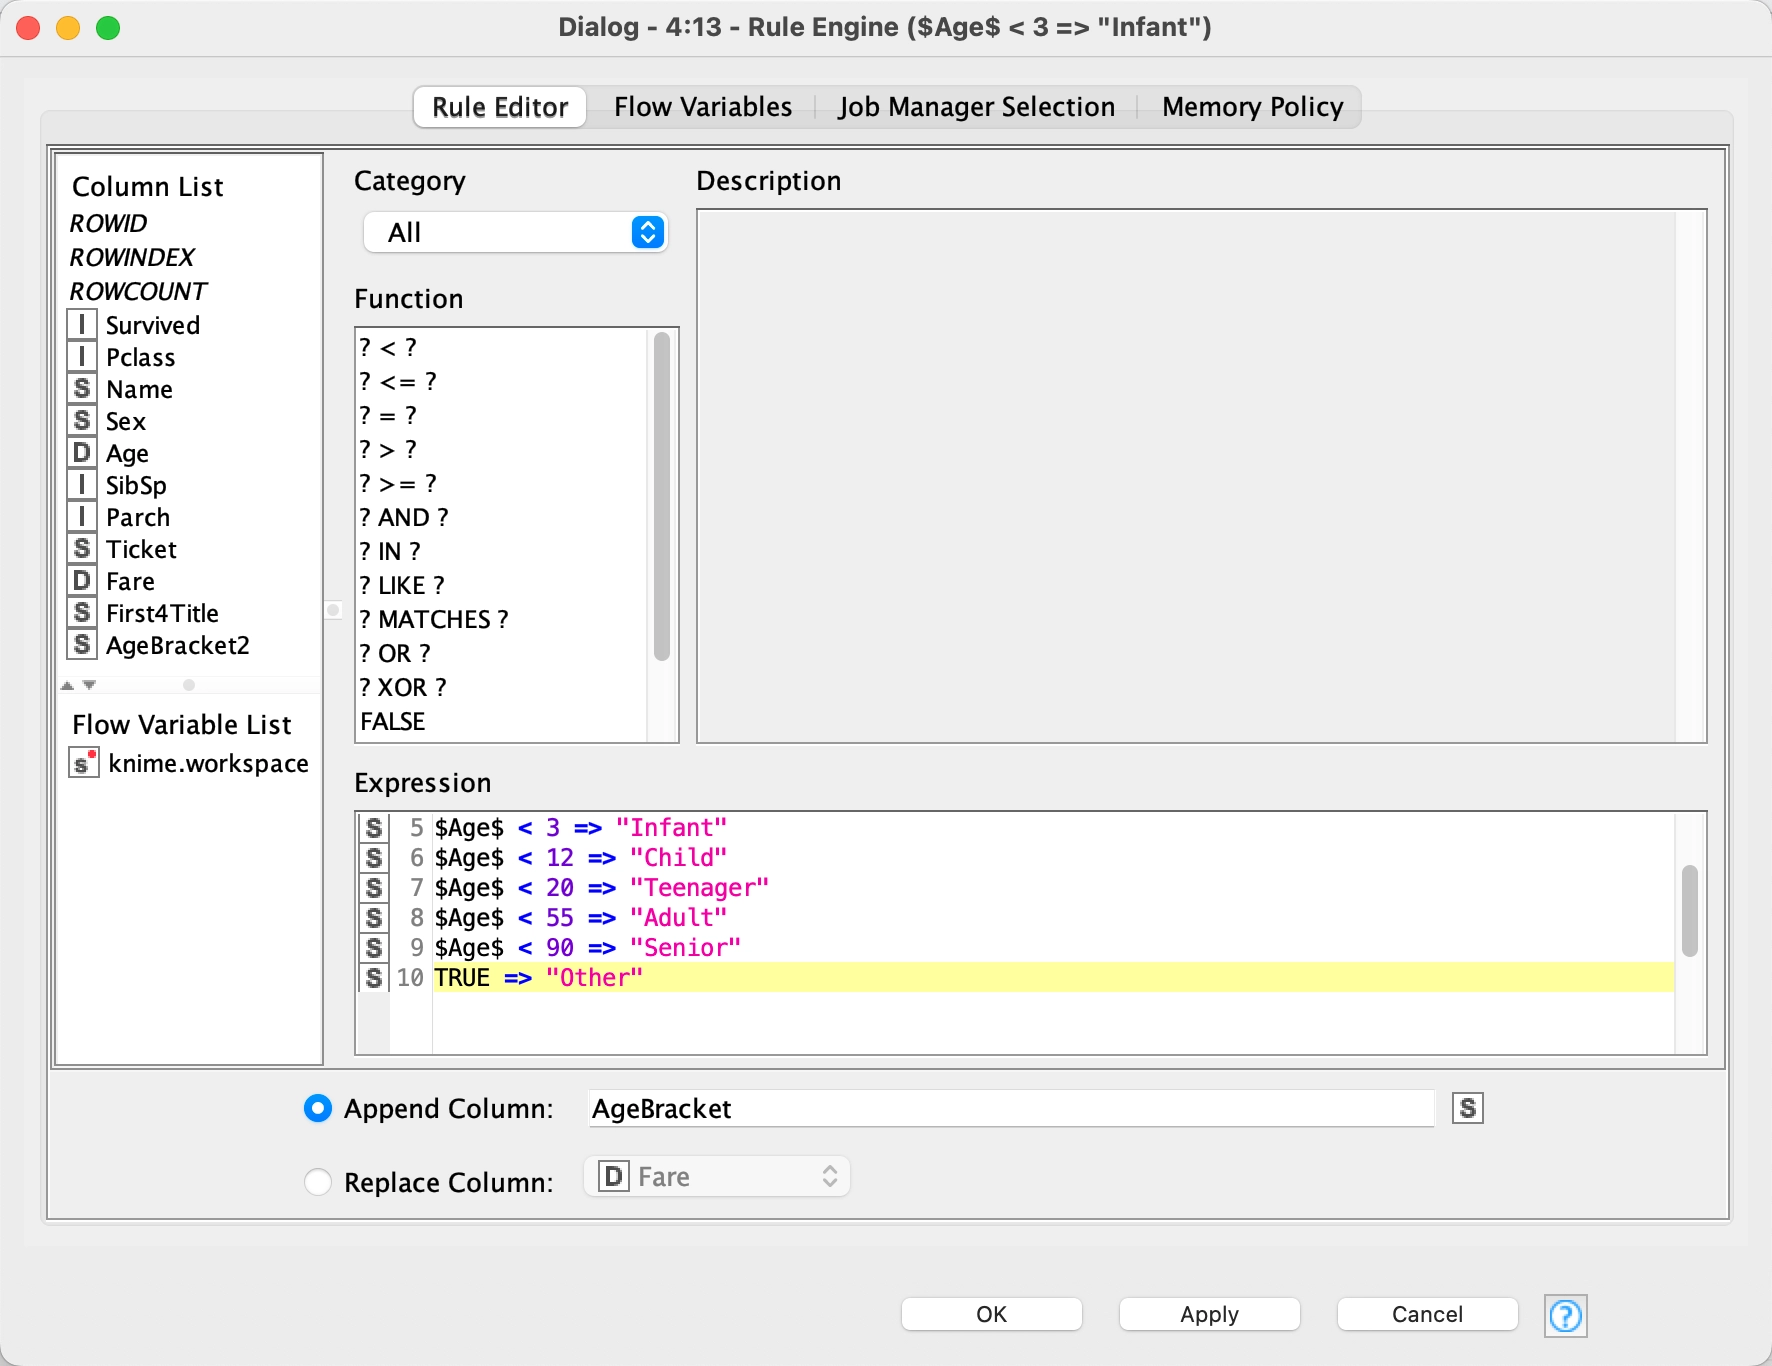 Dialog - 4:13 - Rule Engine ($Age$ < 3 => "Infant")
Rule Editor
Flow Variables
Job Manager Selection
Memory Policy
Column List
ROWID
ROWINDEX
ROWCOUNT
I Survived
I Pclass
S Name
S Sex
D Age
I SibSp
I Parch
S Ticket
D Fare
S First4Title
S AgeBracket2
Flow Variable List
s knime.workspace
Category
All
Function
? < ?
? <= ?
? = ?
? > ?
? >= ?
? AND ?
? IN ?
? LIKE ?
? MATCHES ?
? OR ?
? XOR ?
FALSE
Description
Expression
S 5 $Age$ < 3 => "Infant"
S 6 $Age$ < 12 => "Child"
S 7 $Age$ < 20 => "Teenager"
S 8 $Age$ < 55 => "Adult"
S 9 $Age$ < 90 => "Senior"
S 10 TRUE => "Other"
Append Column: AgeBracket S
Replace Column: D Fare
OK
Apply
Cancel
?